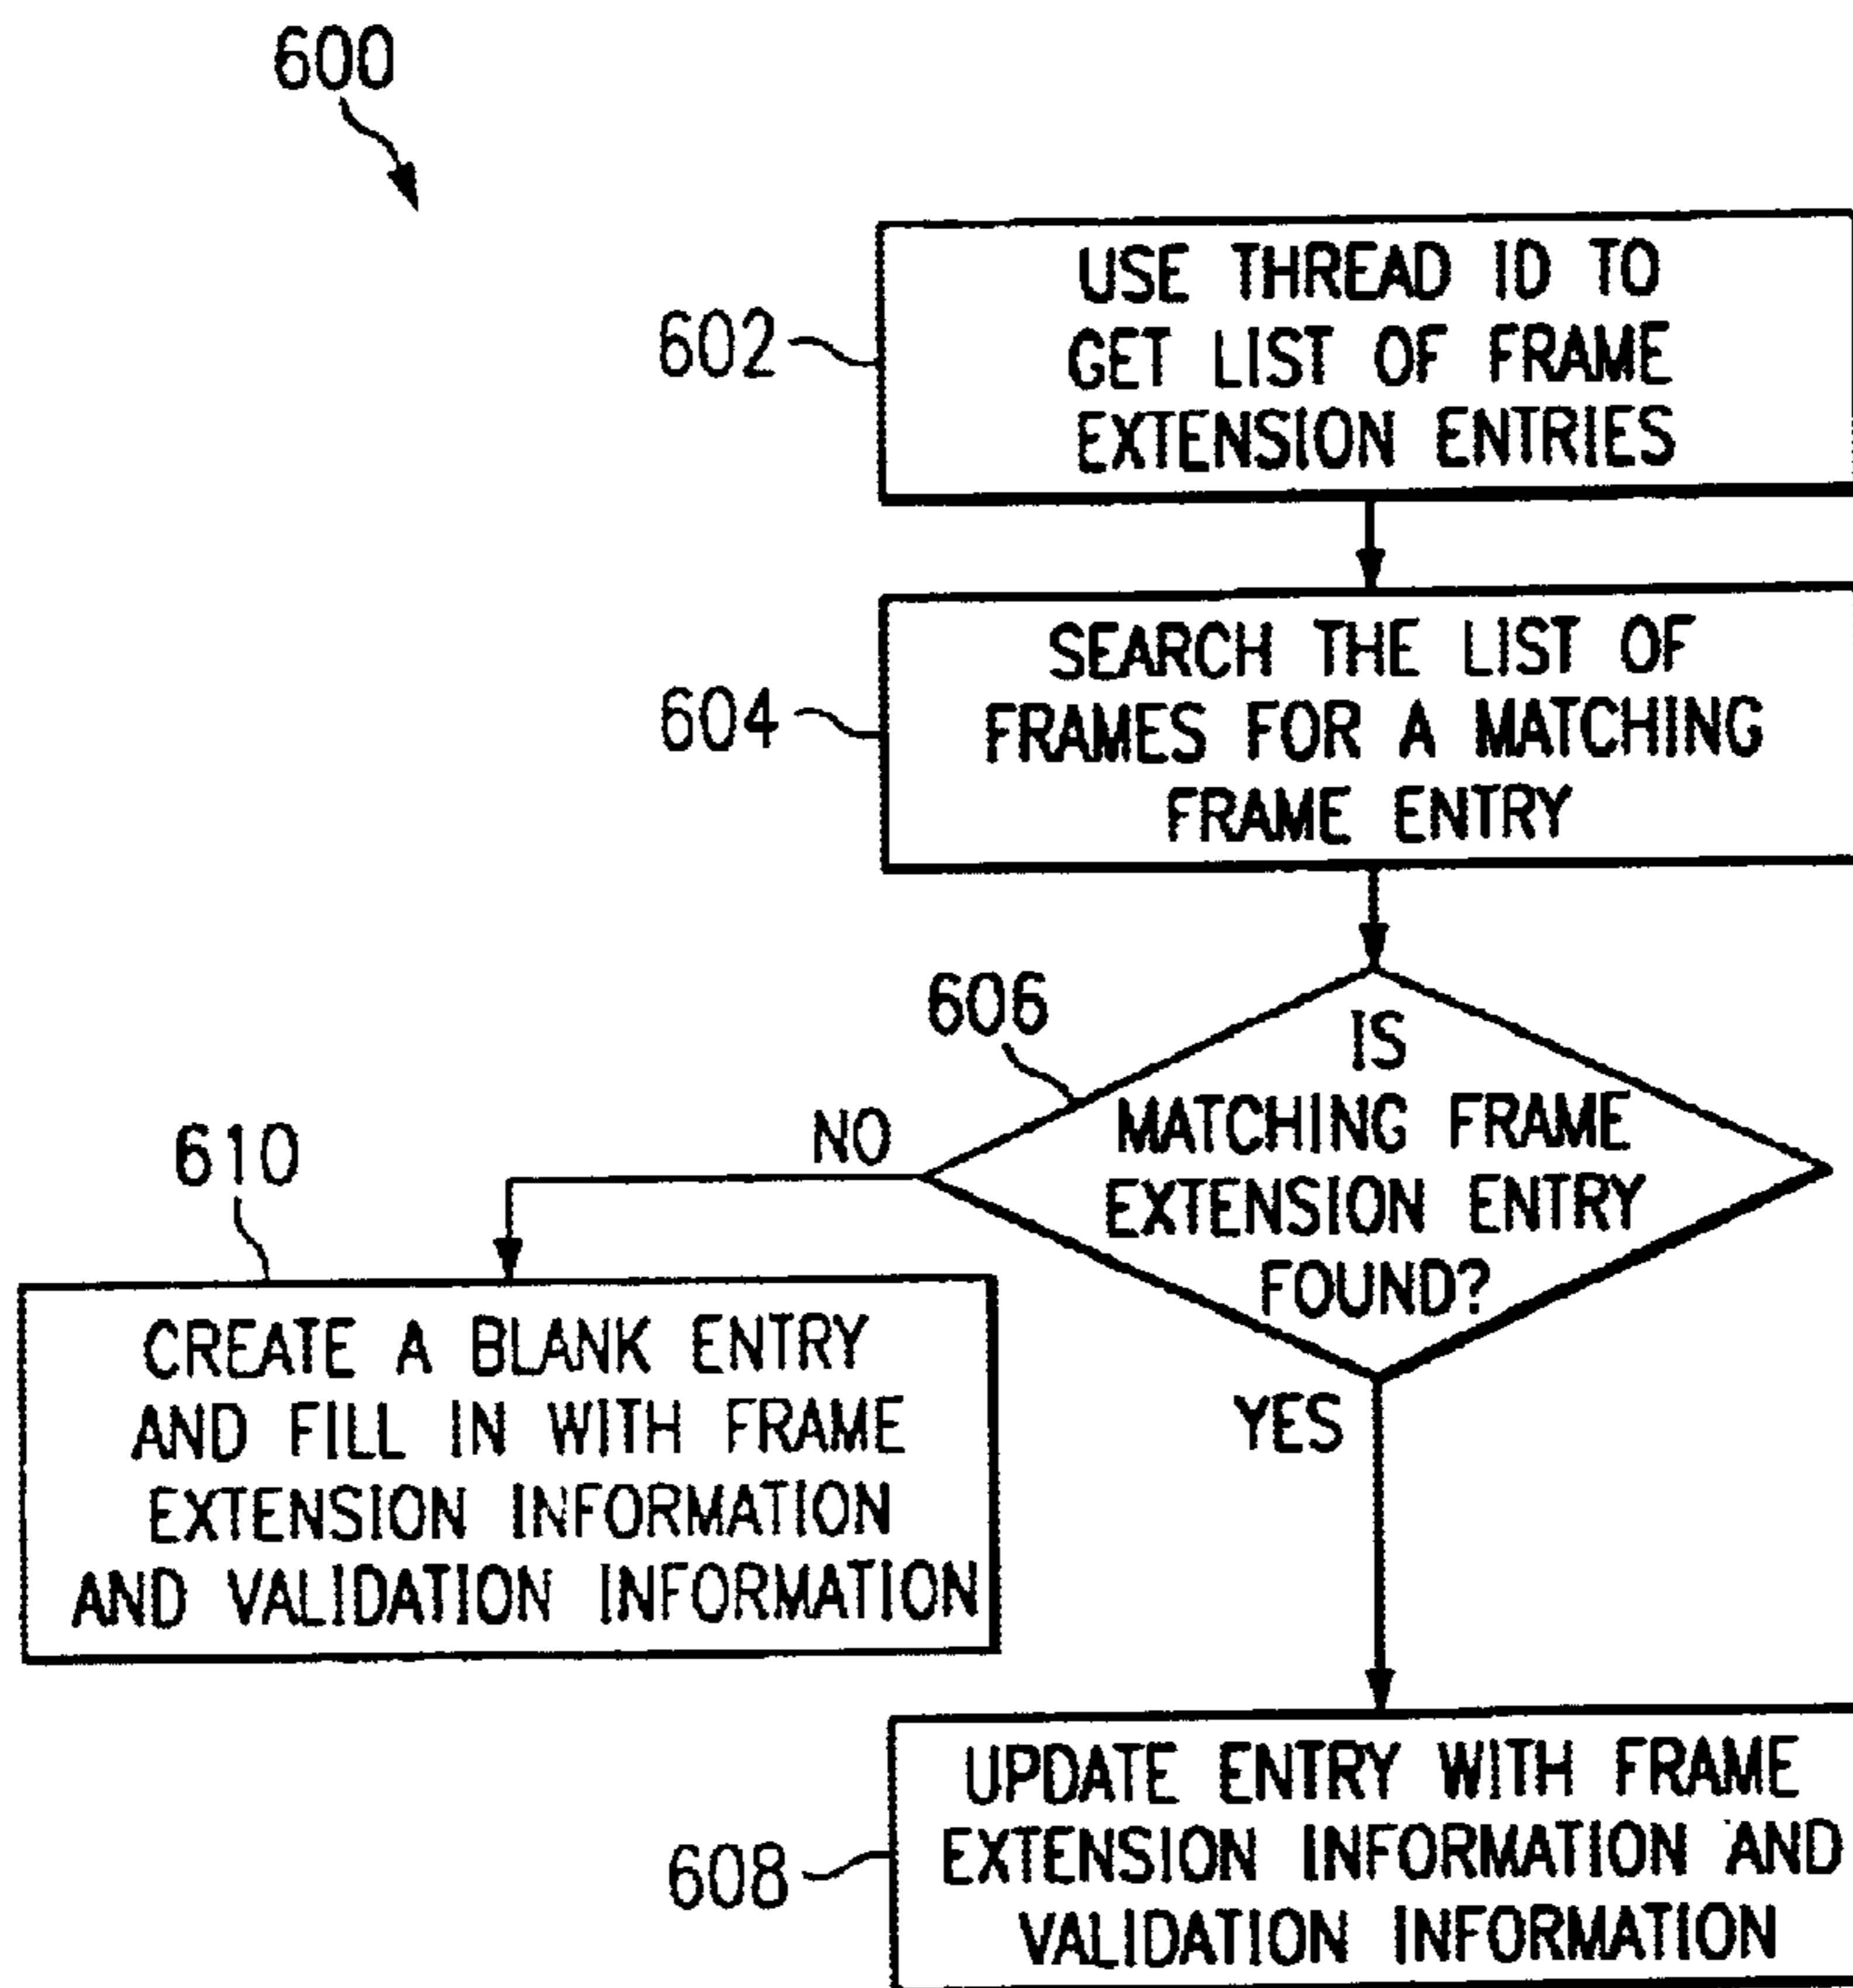 600
602
USE THREAD ID TO
GET LIST OF FRAME
EXTENSION ENTRIES
604
SEARCH THE LIST OF
FRAMES FOR A MATCHING
FRAME ENTRY
606
IS
MATCHING FRAME
EXTENSION ENTRY
FOUND?
NO
YES
610
CREATE A BLANK ENTRY
AND FILL IN WITH FRAME
EXTENSION INFORMATION
AND VALIDATION INFORMATION
608
UPDATE ENTRY WITH FRAME
EXTENSION INFORMATION AND
VALIDATION INFORMATION